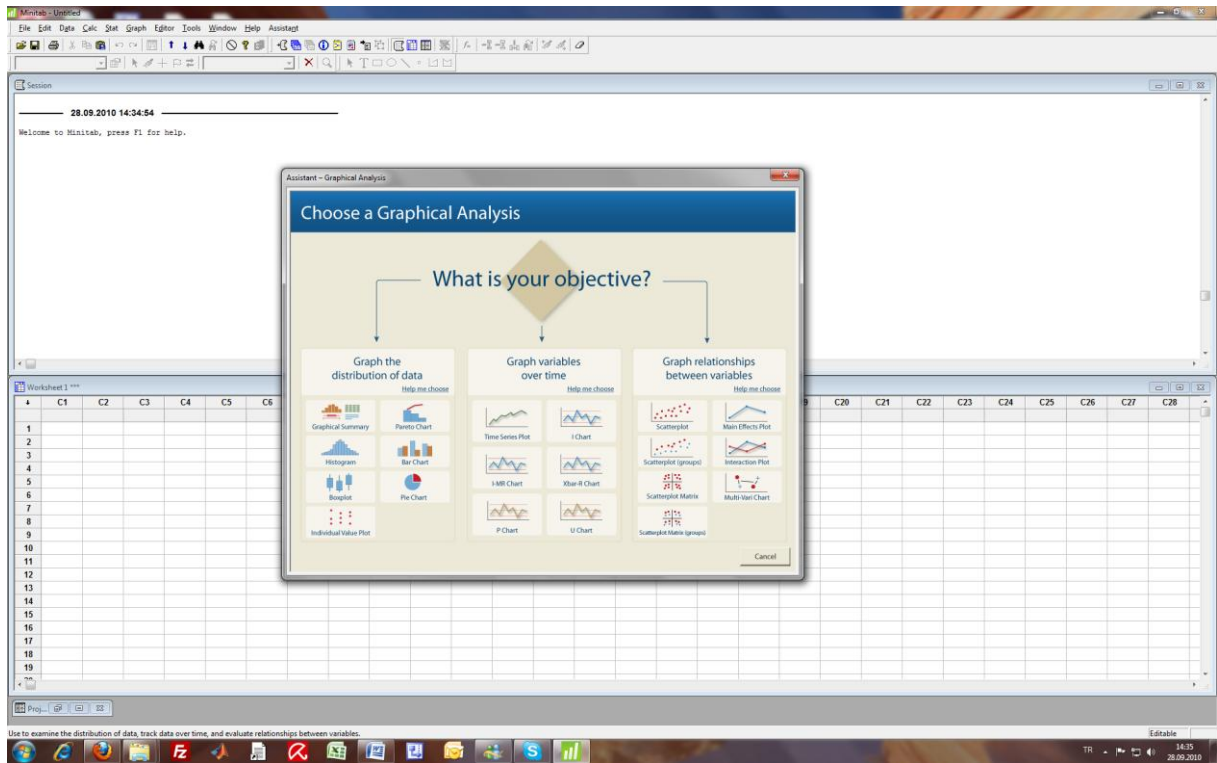 Minitab - Untitled
File Edit Data Calc Stat Graph Editor Tools Window Help Assistant
Session
28.09.2010 14:34:54
Welcome to Minitab, press F1 for help.
Assistant – Graphical Analysis
Choose a Graphical Analysis
What is your objective?
Graph the
distribution of data
Help me choose
Graphical Summary Pareto Chart
Histogram Bar Chart
Boxplot Pie Chart
Individual Value Plot
Graph variables
over time
Help me choose
Time Series Plot I Chart
I-MR Chart Xbar-R Chart
P Chart U Chart
Graph relationships
between variables
Help me choose
Scatterplot Main Effects Plot
Scatterplot (groups) Interaction Plot
Scatterplot Matrix Multi-Vari Chart
Scatterplot Matrix (groups)
Cancel
Worksheet 1 ***
C1 C2 C3 C4 C5 C6 9 C20 C21 C22 C23 C24 C25 C26 C27 C28
1
2
3
4
5
6
7
8
9
10
11
12
13
14
15
16
17
18
19
Proj...
Use to examine the distribution of data, track data over time, and evaluate relationships between variables.
Editable
TR
14:35
28.09.2010